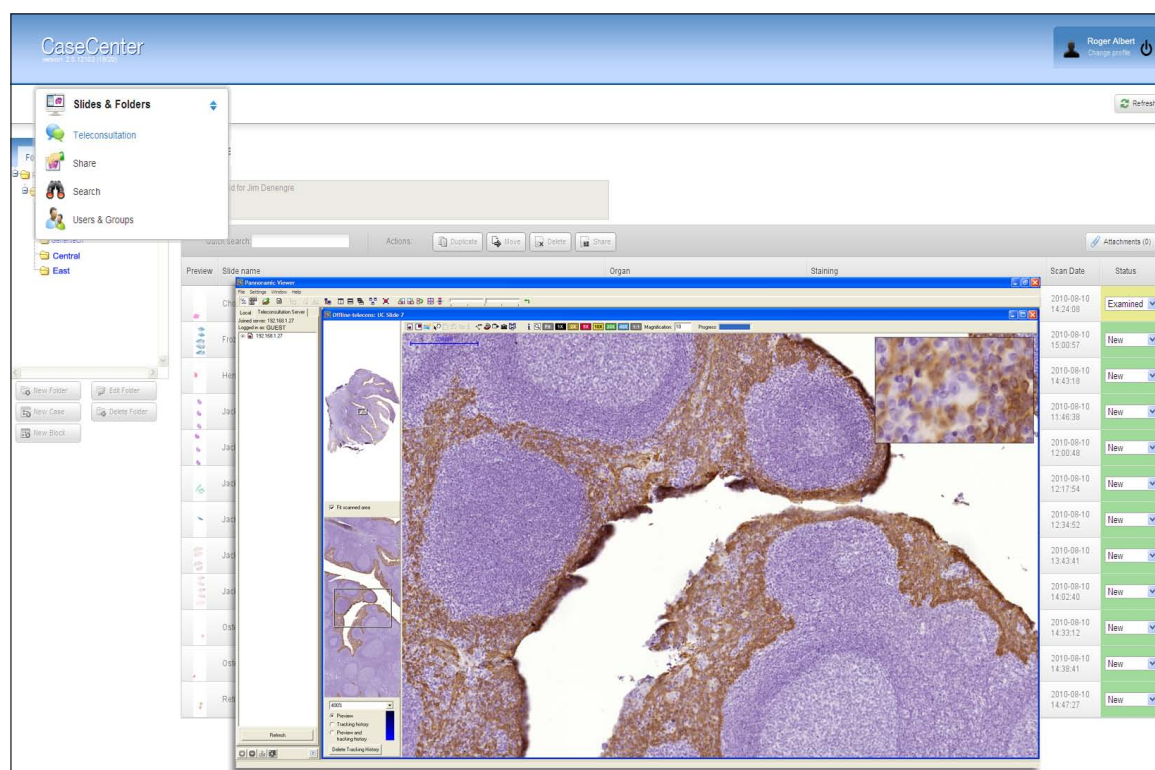 CaseCenter
Roger Albert
Change profile
Slides & Folders
Refresh
Teleconsultation
Share
Search
Users & Groups
d for Jim Denengre
Quick search:
Actions:
Duplicate
Move
Delete
Share
Attachments (0)
Central
East
Preview
Slide name
Organ
Staining
Scan Date
Status
New Folder
Edit Folder
New Case
Delete Folder
New Block
Pannoramic Viewer
File Settings Window Help
Local
Teleconsultation Server
Joined server: 192.168.1.27
Logged in as: GUEST
192.168.1.27
Offline-telecons: UC Slide 7
Magnification: 10
Progress:
Fit scanned area
400%
Preview
Tracking history
Preview and
tracking history
Delete Tracking History
Refresh
2010-08-10
14:24:08
Examined
2010-08-10
15:00:57
New
2010-08-10
14:43:18
New
2010-08-10
11:46:38
New
2010-08-10
12:00:48
New
2010-08-10
12:17:54
New
2010-08-10
12:34:52
New
2010-08-10
13:43:41
New
2010-08-10
14:02:40
New
2010-08-10
14:33:12
New
2010-08-10
14:38:41
New
2010-08-10
14:47:27
New